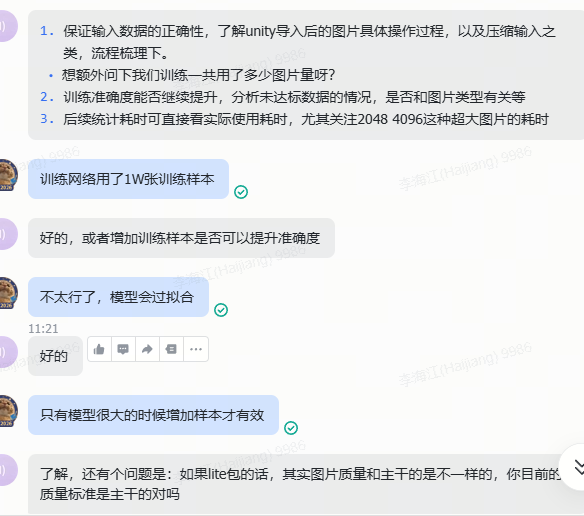 1. 保证输入数据的正确性，了解unity导入后的图片具体操作过程，以及压缩输入之
类，流程梳理下。
• 想额外问下我们训练一共用了多少图片量呀？
2. 训练准确度能否继续提升，分析未达标数据的情况，是否和图片类型有关等
3. 后续统计耗时可直接看实际使用耗时，尤其关注2048 4096这种超大图片的耗时
训练网络用了1W张训练样本
好的，或者增加训练样本是否可以提升准确度
不太行了，模型会过拟合
11:21
好的
只有模型很大的时候增加样本才有效
了解，还有个问题是：如果lite包的话，其实图片质量和主干的是不一样的，你目前的
质量标准是主干的对吗
李海江(Haijiang) 9986